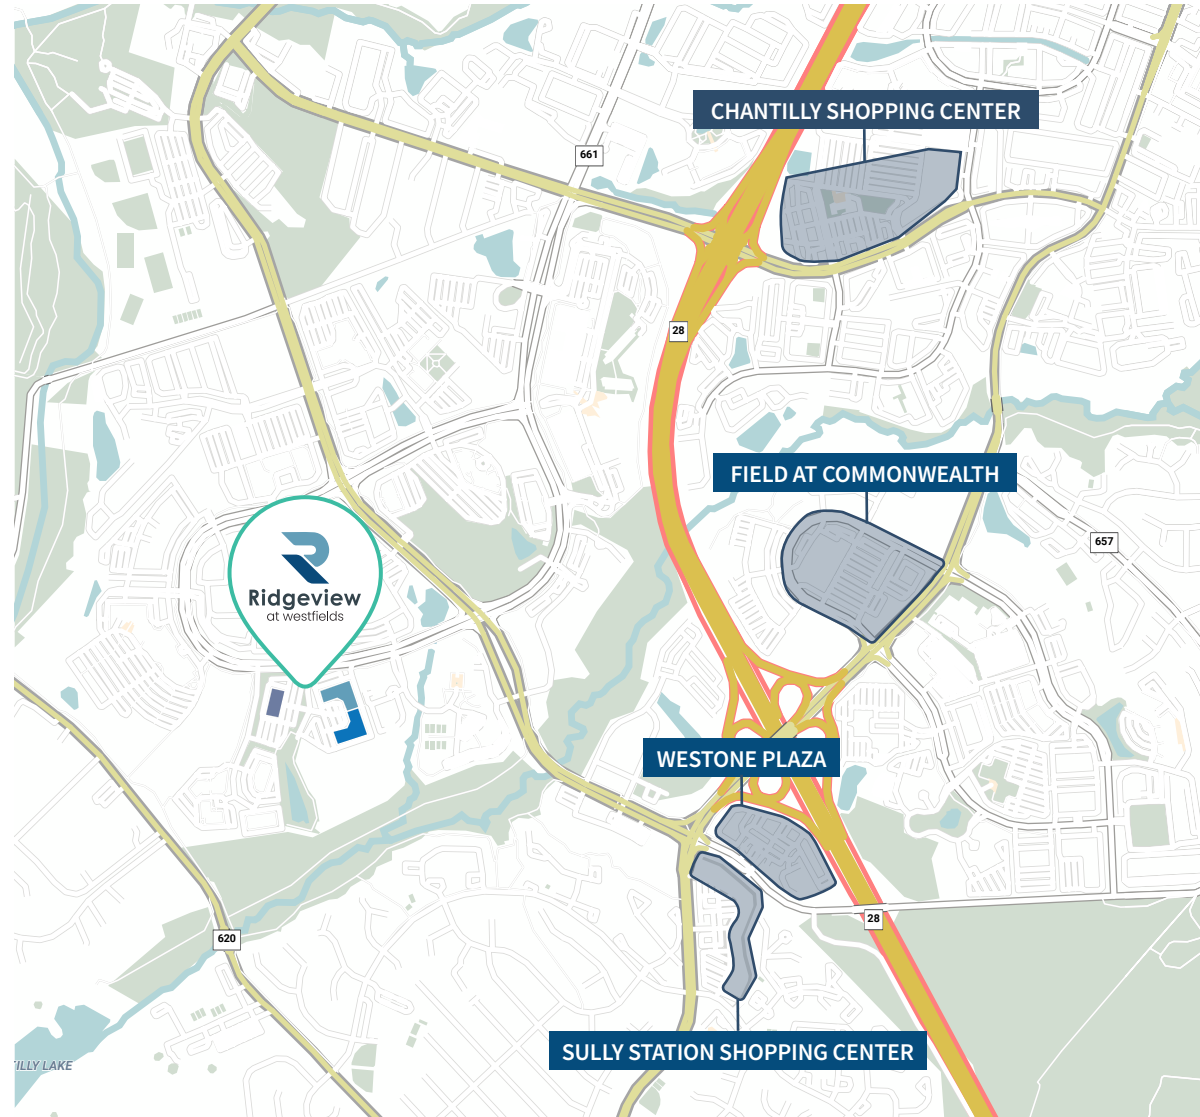 CHANTILLY SHOPPING CENTER
661
28
FIELD AT COMMONWEALTH
657
Ridgeview
at westfields
WESTONE PLAZA
28
620
SULLY STATION SHOPPING CENTER
ILLY LAKE